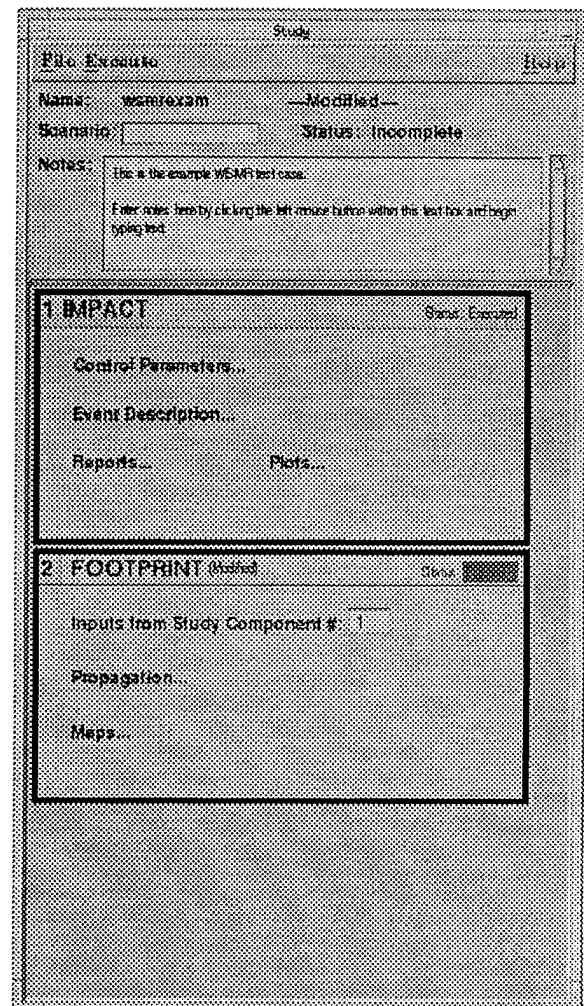 Study
File Execute Help
Name: wsmrexam ---Modified---
Scenario: Status: Incomplete
Notes: This is the example WSMR test case.
Enter notes here by clicking the left mouse button within this text box and begin
typing text.
1 IMPACT Status: Executed
Control Parameters...
Event Description...
Reports... Plots...
2 FOOTPRINT (Modified) Status:
Inputs from Study Component #: 1
Propagation...
Maps...